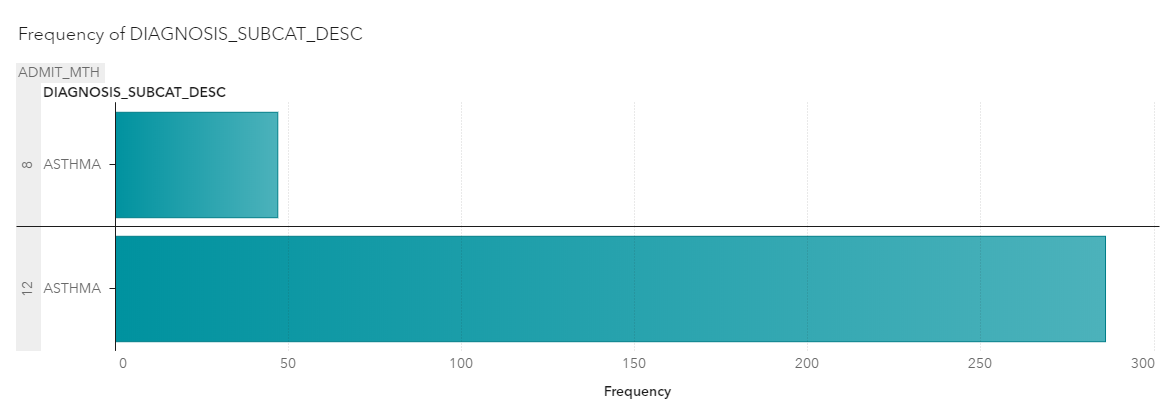 Frequency of DIAGNOSIS_SUBCAT_DESC
ADMIT_MTH
DIAGNOSIS_SUBCAT_DESC
8 ASTHMA
12 ASTHMA
0 50 100 150 200 250 300
Frequency